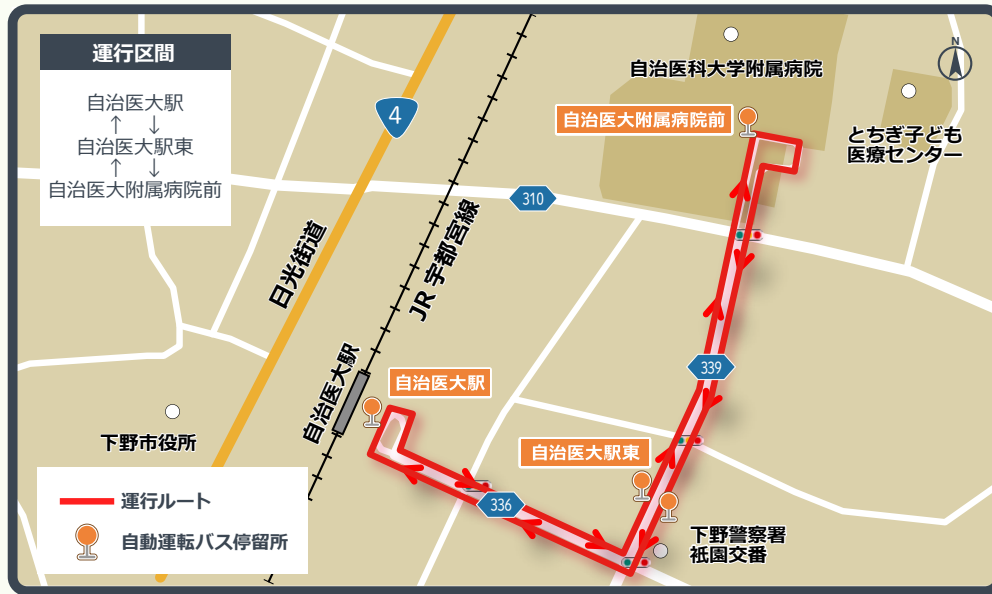 運行区間
自治医大駅
↑ ↓
自治医大駅東
↑ ↓
自治医大附属病院前
N
自治医科大学附属病院
自治医大附属病院前
とちぎ子ども
医療センター
4
310
日光街道
JR 宇都宮線
339
自治医大駅
自治医大駅
下野市役所
自治医大駅東
336
下野警察署
祇園交番
運行ルート
自動運転バス停留所